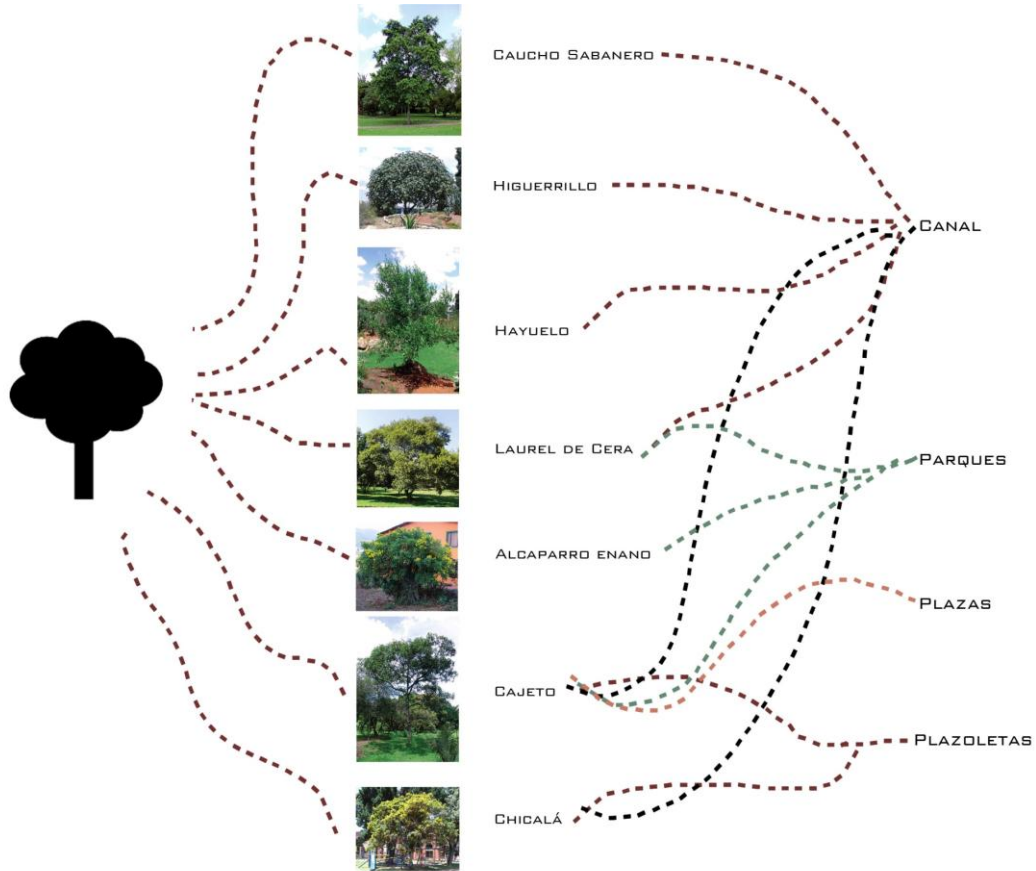 Caucho Sabanero
Higuerrillo
Hayuelo
Laurel de Cera
Alcaparro enano
Cajeto
Chicalá
Canal
Parques
Plazas
Plazoletas